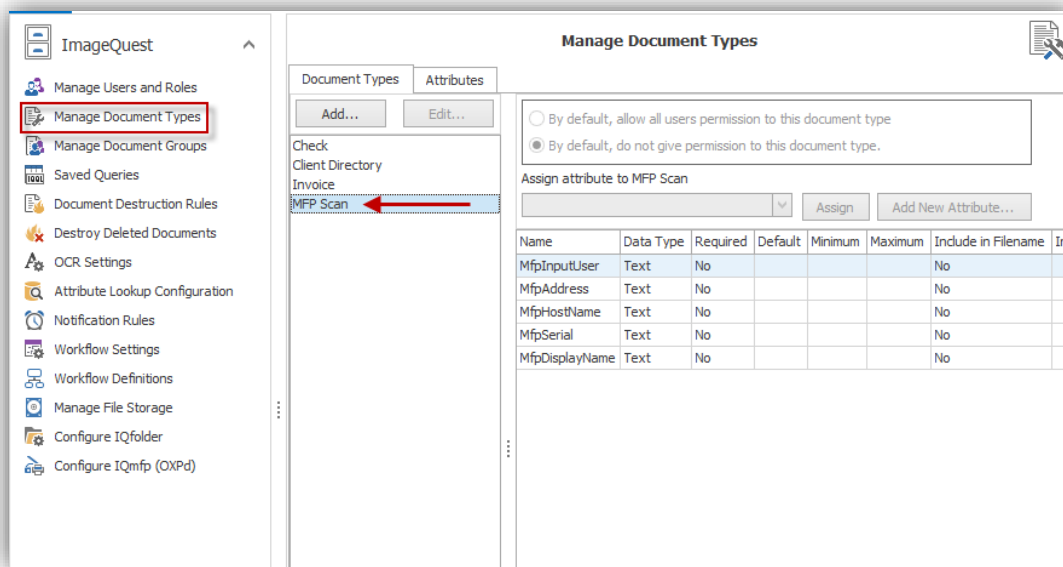 ImageQuest
Manage Users and Roles
Manage Document Types
Manage Document Groups
Saved Queries
Document Destruction Rules
Destroy Deleted Documents
OCR Settings
Attribute Lookup Configuration
Notification Rules
Workflow Settings
Workflow Definitions
Manage File Storage
Configure IQfolder
Configure IQmfp (OXPd)
Manage Document Types
Document Types Attributes
Add... Edit...
Check
Client Directory
Invoice
MFP Scan
By default, allow all users permission to this document type
By default, do not give permission to this document type.
Assign attribute to MFP Scan
Assign Add New Attribute...
Name Data Type Required Default Minimum Maximum Include in Filename
MfpInputUser Text No No
MfpAddress Text No No
MfpHostName Text No No
MfpSerial Text No No
MfpDisplayName Text No No